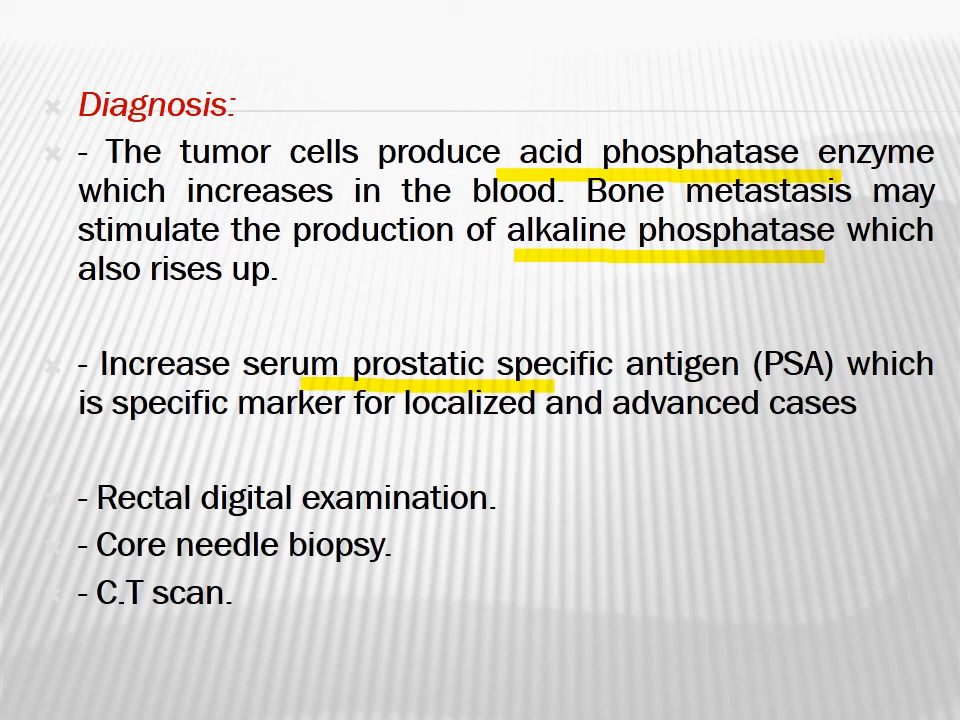 Diagnosis:
- The tumor cells produce acid phosphatase enzyme
which increases in the blood. Bone metastasis may
stimulate the production of alkaline phosphatase which
also rises up.
- Increase serum prostatic specific antigen (PSA) which
is specific marker for localized and advanced cases
- Rectal digital examination.
- Core needle biopsy.
- C.T scan.